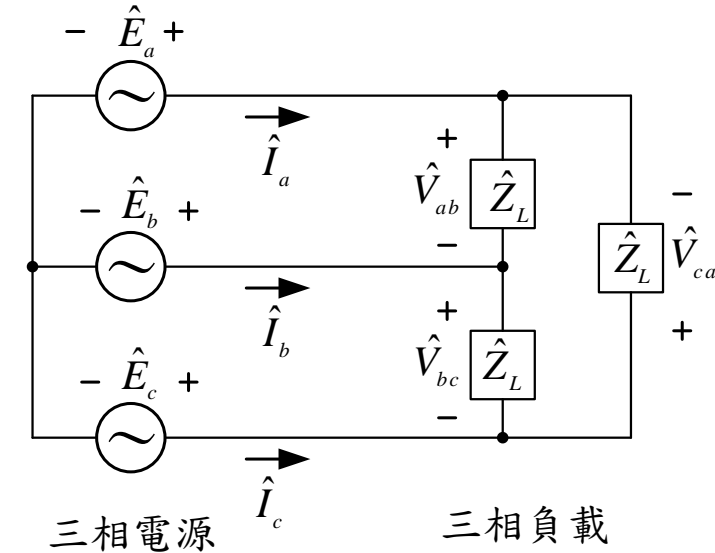 − Ê_a +
Î_a
+
V̂_ab Ẑ_L
−
−
Ẑ_L V̂_ca
+
− Ê_b +
Î_b
+
V̂_bc Ẑ_L
−
− Ê_c +
Î_c
三相電源 三相負載